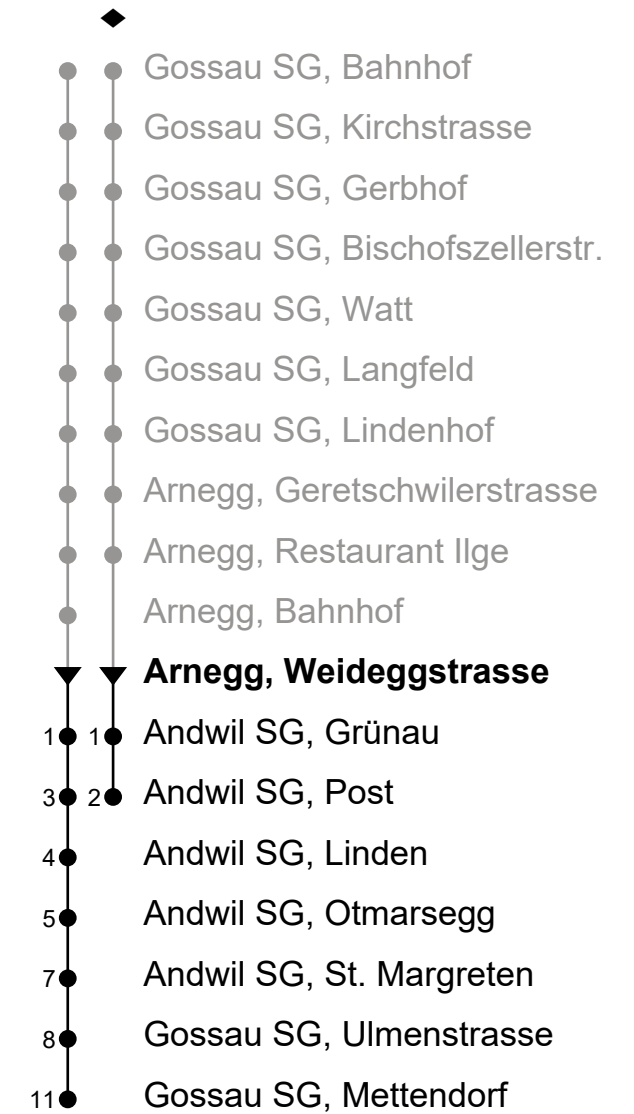 Gossau SG, Bahnhof
Gossau SG, Kirchstrasse
Gossau SG, Gerbhof
Gossau SG, Bischofszellerstr.
Gossau SG, Watt
Gossau SG, Langfeld
Gossau SG, Lindenhof
Arnegg, Geretschwilerstrasse
Arnegg, Restaurant Ilge
Arnegg, Bahnhof
Arnegg, Weideggstrasse
1 1 Andwil SG, Grünau
3 2 Andwil SG, Post
4 Andwil SG, Linden
5 Andwil SG, Otmarsegg
7 Andwil SG, St. Margreten
8 Gossau SG, Ulmenstrasse
11 Gossau SG, Mettendorf